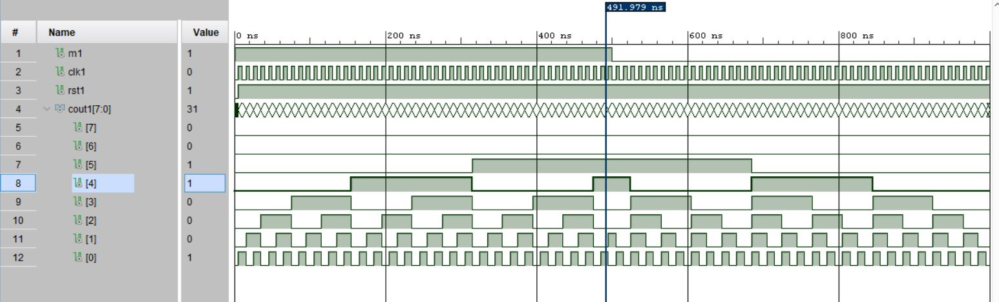 491.979 ns
# Name Value 0 ns 200 ns 400 ns 600 ns 800 ns
1 m1 1
2 clk1 0
3 rst1 1
4 cout1[7:0] 31
5 [7] 0
6 [6] 0
7 [5] 1
8 [4] 1
9 [3] 0
10 [2] 0
11 [1] 0
12 [0] 1